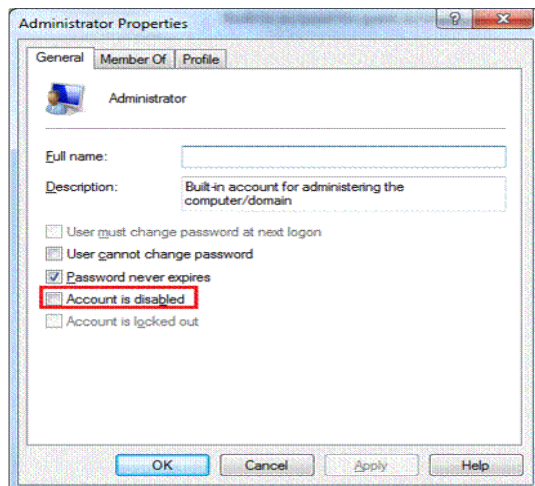 Administrator Properties
General Member Of Profile
Administrator
Full name:
Description: Built-in account for administering the
computer/domain
User must change password at next logon
User cannot change password
Password never expires
Account is disabled
Account is locked out
OK Cancel Apply Help